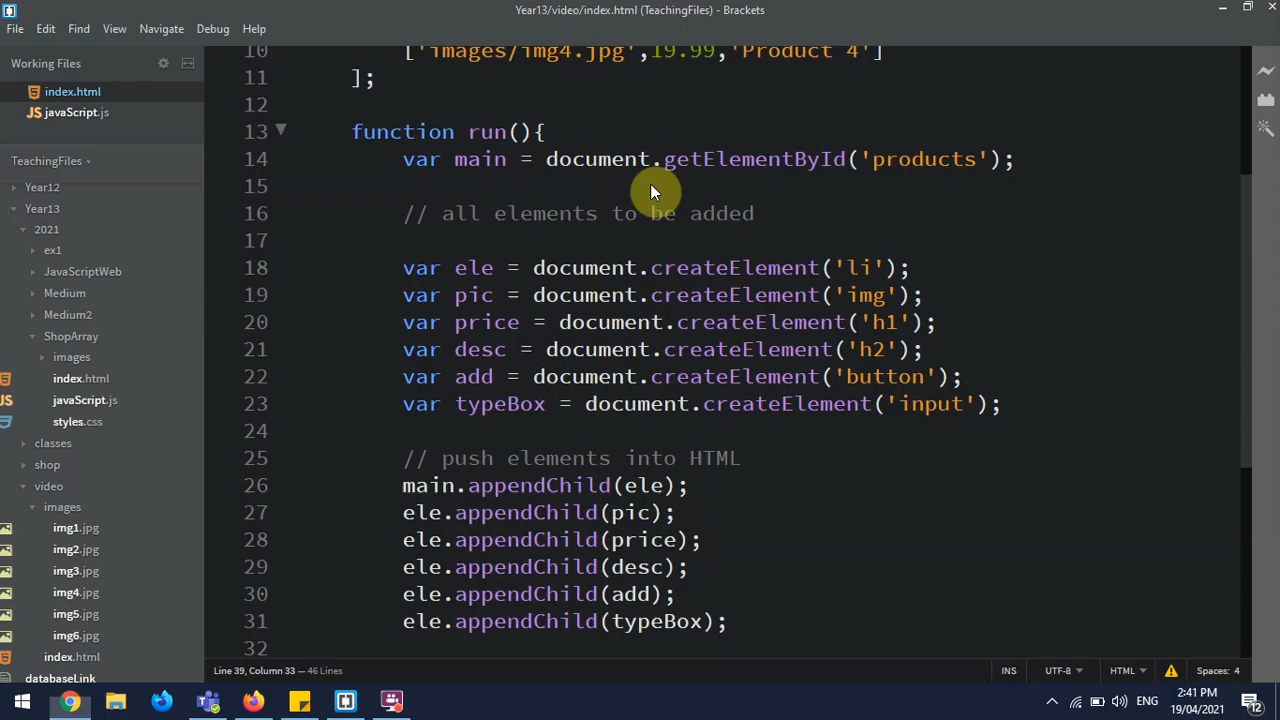 Year13/video/index.html (TeachingFiles) - Brackets
File Edit Find View Navigate Debug Help
Working Files
index.html
JS javaScript.js
TeachingFiles
Year12
Year13
2021
ex1
JavaScriptWeb
Medium
Medium2
ShopArray
images
index.html
javaScript.js
styles.css
classes
shop
video
images
img1.jpg
img2.jpg
img3.jpg
img4.jpg
img5.jpg
img6.jpg
index.html
databaseLink
10 ['images/img4.jpg',19.99,'Product 4']
11 ];
12
13 function run(){
14 var main = document.getElementById('products');
15
16 // all elements to be added
17
18 var ele = document.createElement('li');
19 var pic = document.createElement('img');
20 var price = document.createElement('h1');
21 var desc = document.createElement('h2');
22 var add = document.createElement('button');
23 var typeBox = document.createElement('input');
24
25 // push elements into HTML
26 main.appendChild(ele);
27 ele.appendChild(pic);
28 ele.appendChild(price);
29 ele.appendChild(desc);
30 ele.appendChild(add);
31 ele.appendChild(typeBox);
32
Line 39, Column 33 — 46 Lines INS UTF-8 HTML Spaces: 4
ENG 2:41 PM
19/04/2021 12